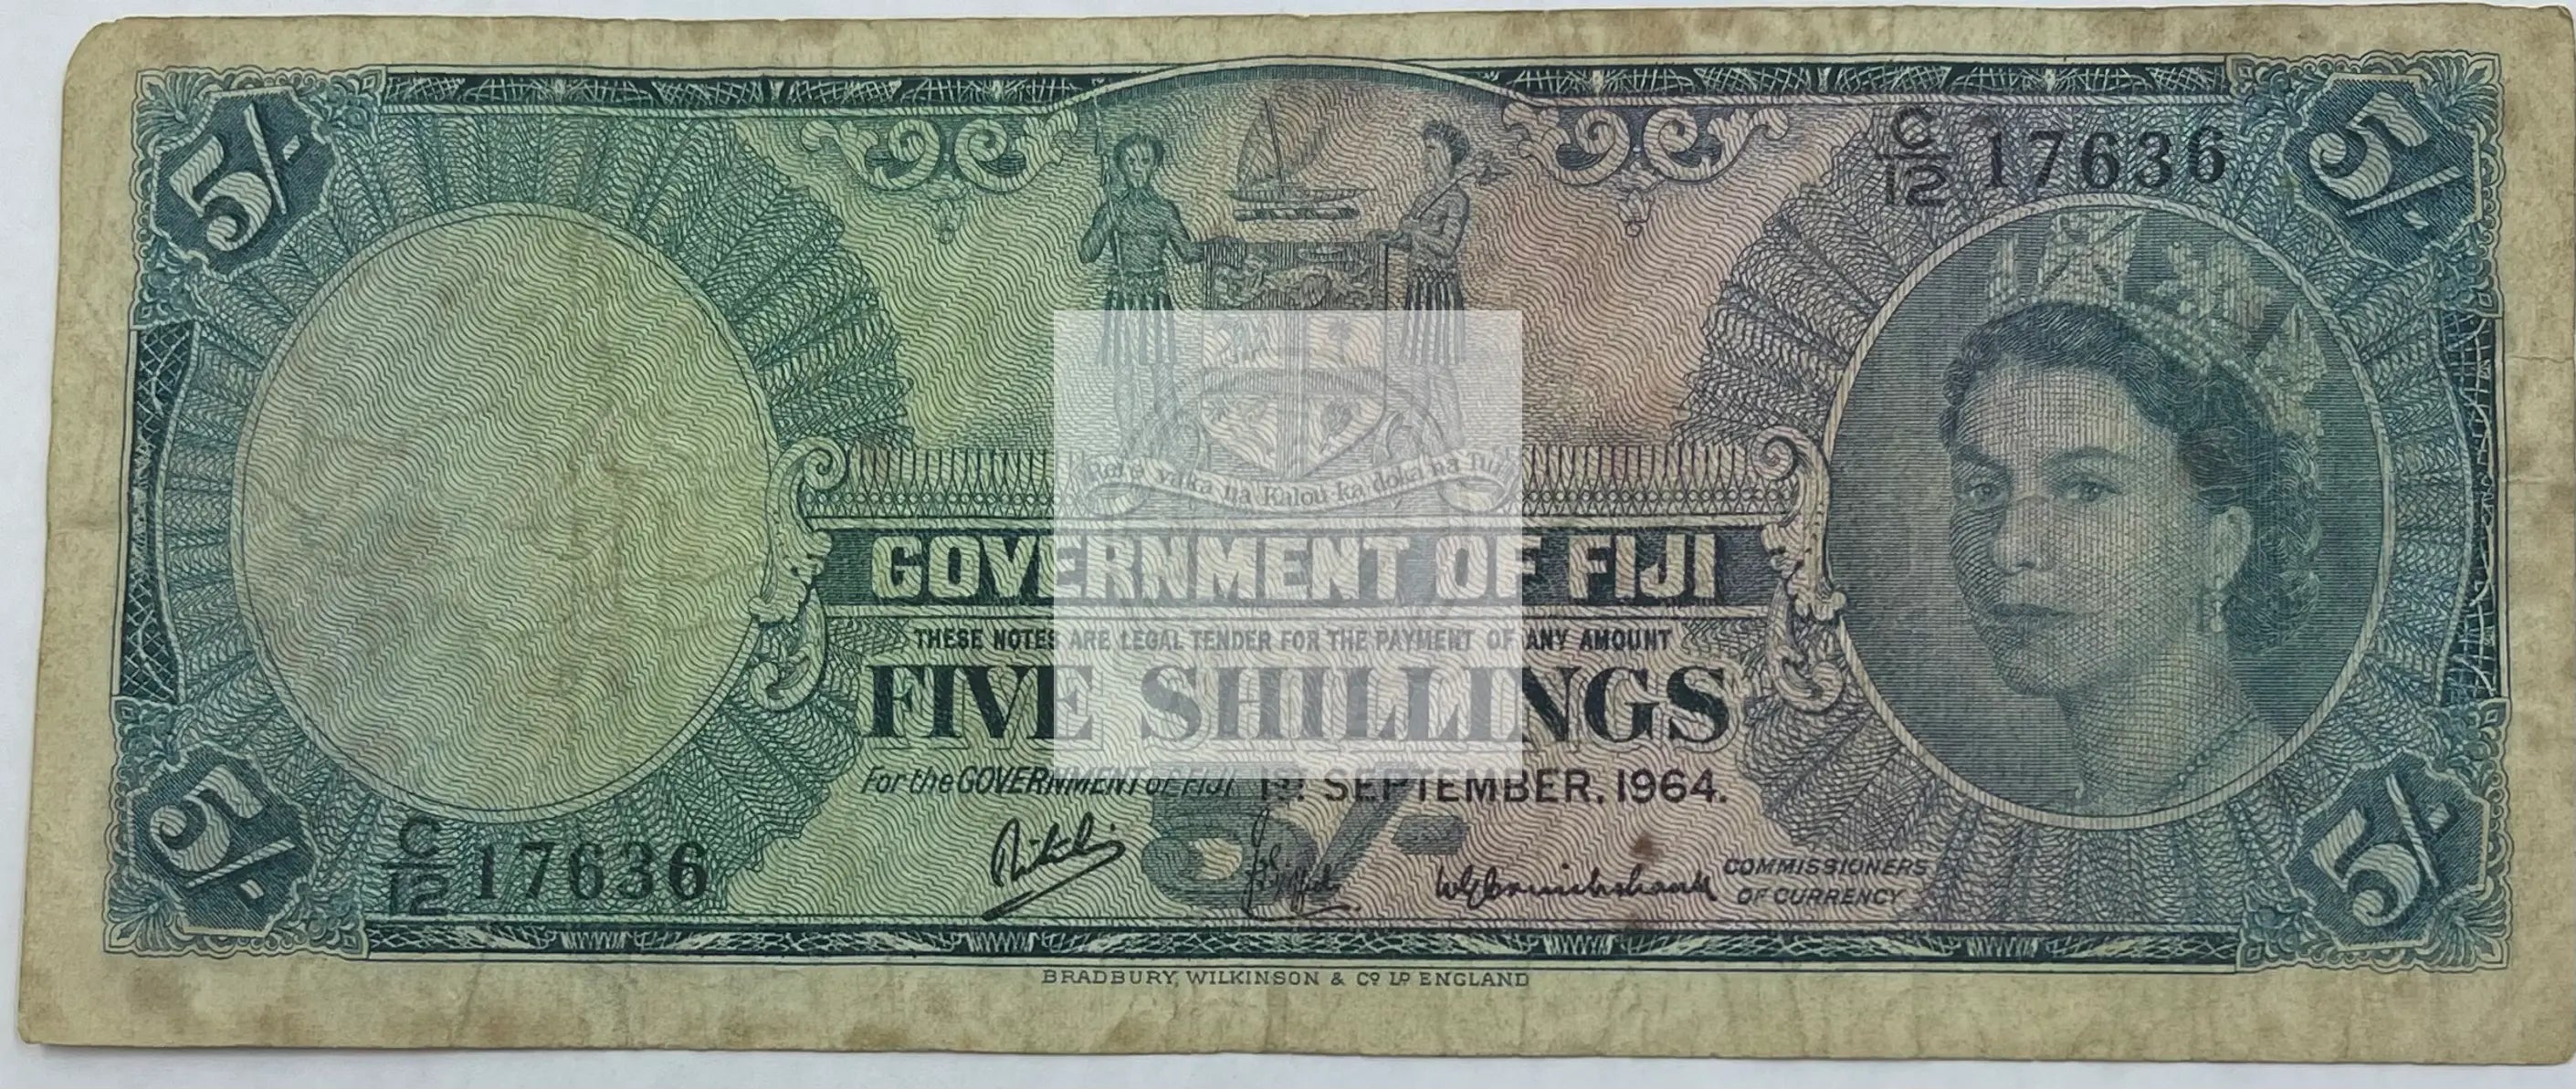 5/-
5/-
C/12 17636
Rere vaka na Kalou ka doka na Tui
GOVERNMENT OF FIJI
THESE NOTES ARE LEGAL TENDER FOR THE PAYMENT OF ANY AMOUNT
FIVE SHILLINGS
For the GOVERNMENT OF FIJI 1ST SEPTEMBER, 1964.
5/-
C/12 17636
5/-
COMMISSIONERS
OF CURRENCY
5/-
BRADBURY, WILKINSON & Cº Lᴰ ENGLAND